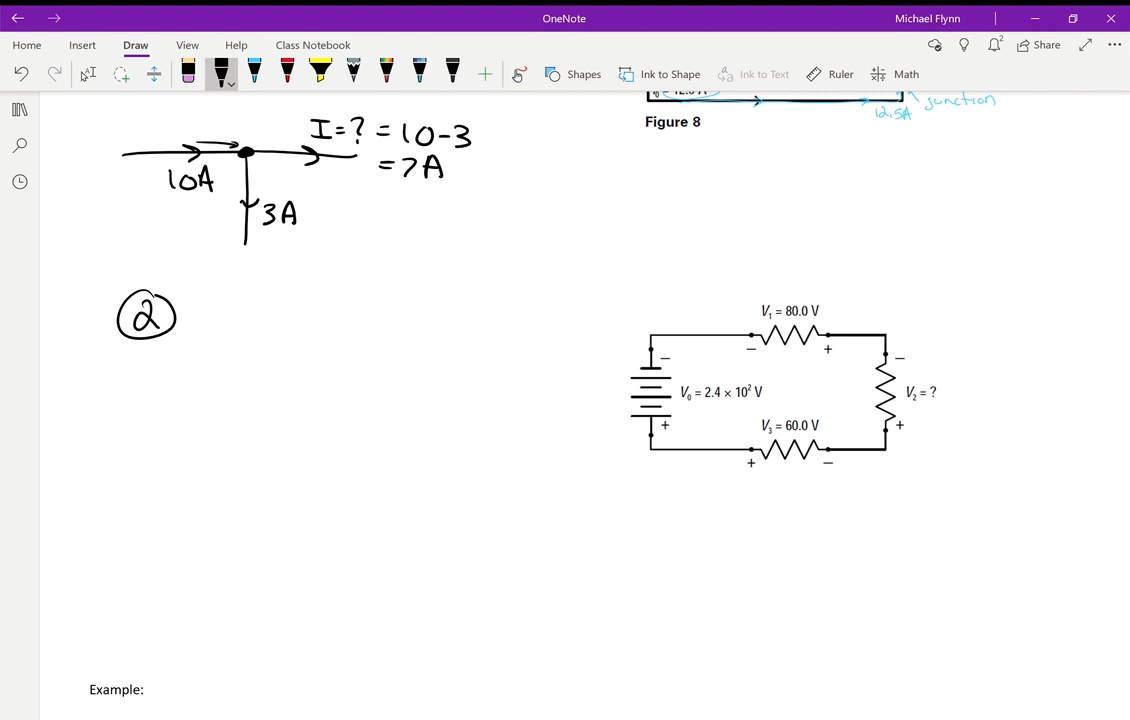 OneNote
Michael Flynn
Home Insert Draw View Help Class Notebook
2 Share
Shapes Ink to Shape Ink to Text Ruler Math
junction
12.5A
Figure 8
I=? = 10-3
= 7A
10A
3A
2
V₁ = 80.0 V
− +
− −
V₀ = 2.4 × 10² V V₂ = ?
+ V₃ = 60.0 V +
+ −
Example: